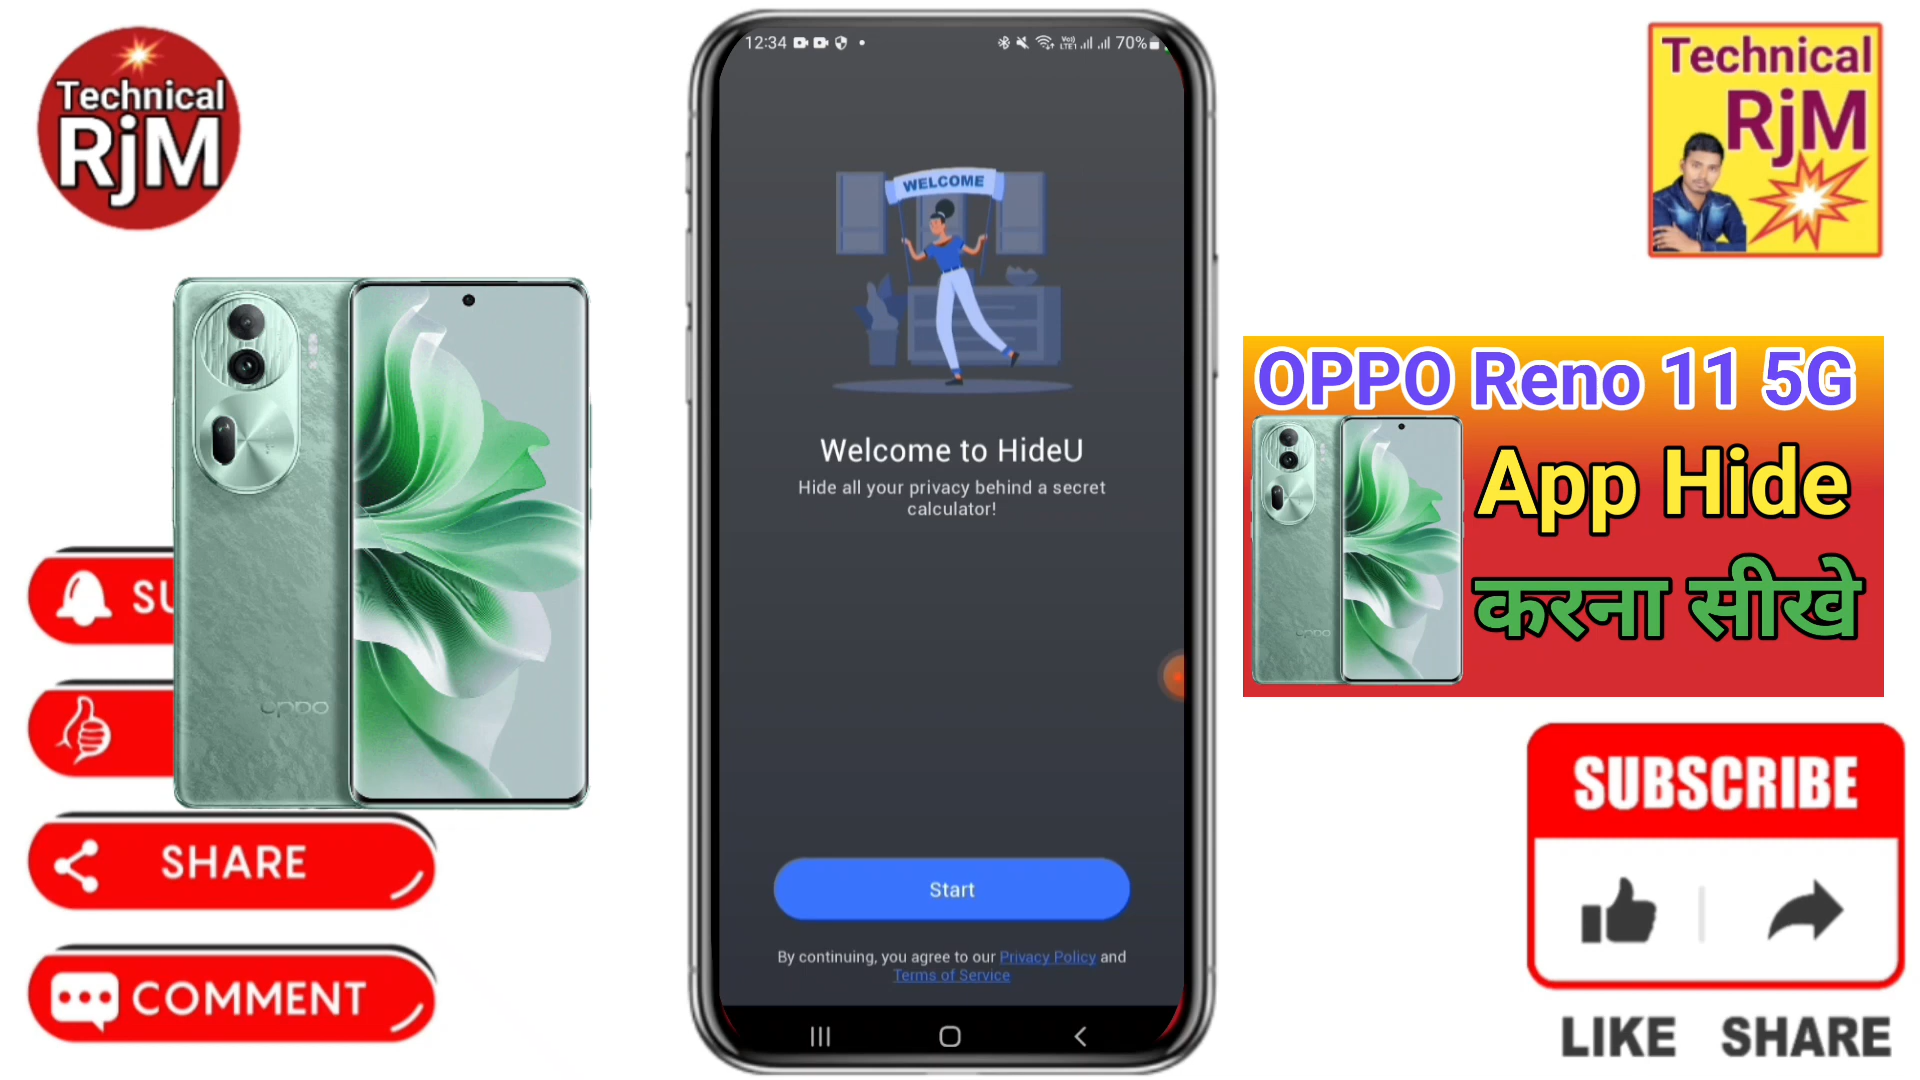 Technical
RjM
SU
SHARE
COMMENT
oppo
12:34
70%
WELCOME
Welcome to HideU
Hide all your privacy behind a secret
calculator!
Start
By continuing, you agree to our Privacy Policy and
Terms of Service
Technical
RjM
OPPO Reno 11 5G
App Hide
करना सीखे
SUBSCRIBE
LIKE SHARE